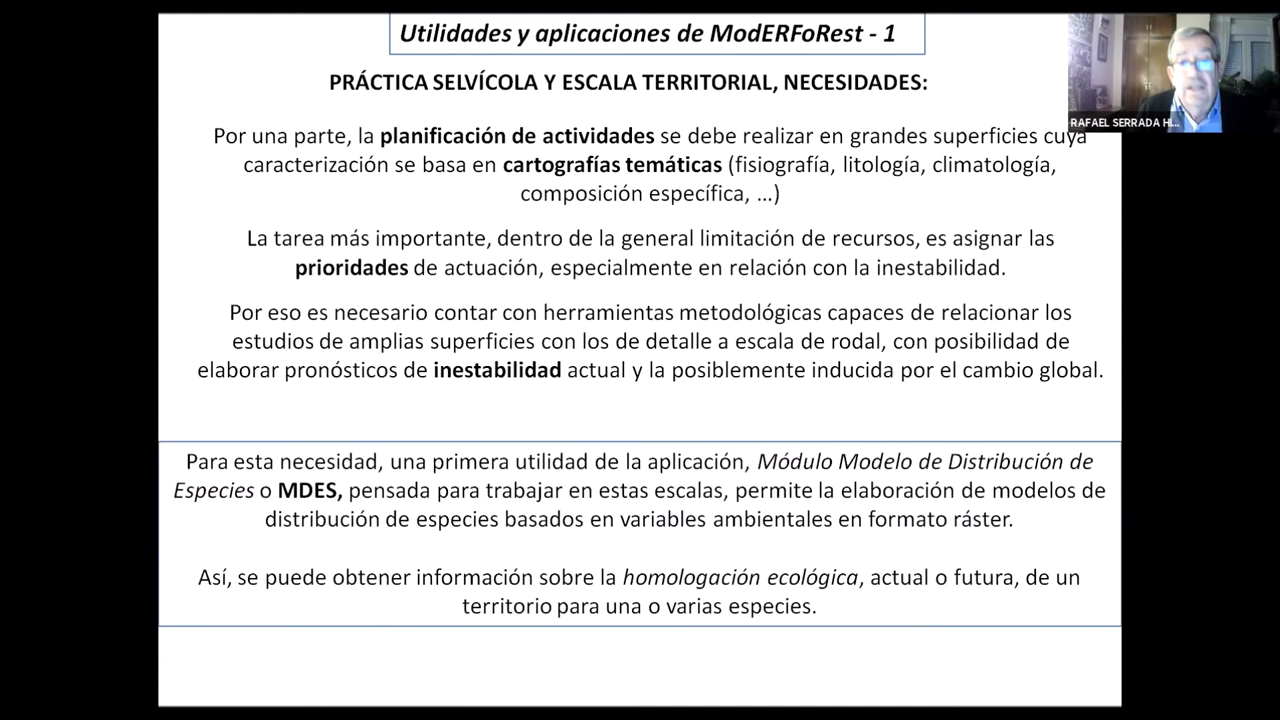 Utilidades y aplicaciones de ModERFoRest - 1
RAFAEL SERRADA HI...
PRÁCTICA SELVÍCOLA Y ESCALA TERRITORIAL, NECESIDADES:
Por una parte, la planificación de actividades se debe realizar en grandes superficies cuya
caracterización se basa en cartografías temáticas (fisiografía, litología, climatología,
composición específica, ...)
La tarea más importante, dentro de la general limitación de recursos, es asignar las
prioridades de actuación, especialmente en relación con la inestabilidad.
Por eso es necesario contar con herramientas metodológicas capaces de relacionar los
estudios de amplias superficies con los de detalle a escala de rodal, con posibilidad de
elaborar pronósticos de inestabilidad actual y la posiblemente inducida por el cambio global.
Para esta necesidad, una primera utilidad de la aplicación, Módulo Modelo de Distribución de
Especies o MDES, pensada para trabajar en estas escalas, permite la elaboración de modelos de
distribución de especies basados en variables ambientales en formato ráster.
Así, se puede obtener información sobre la homologación ecológica, actual o futura, de un
territorio para una o varias especies.